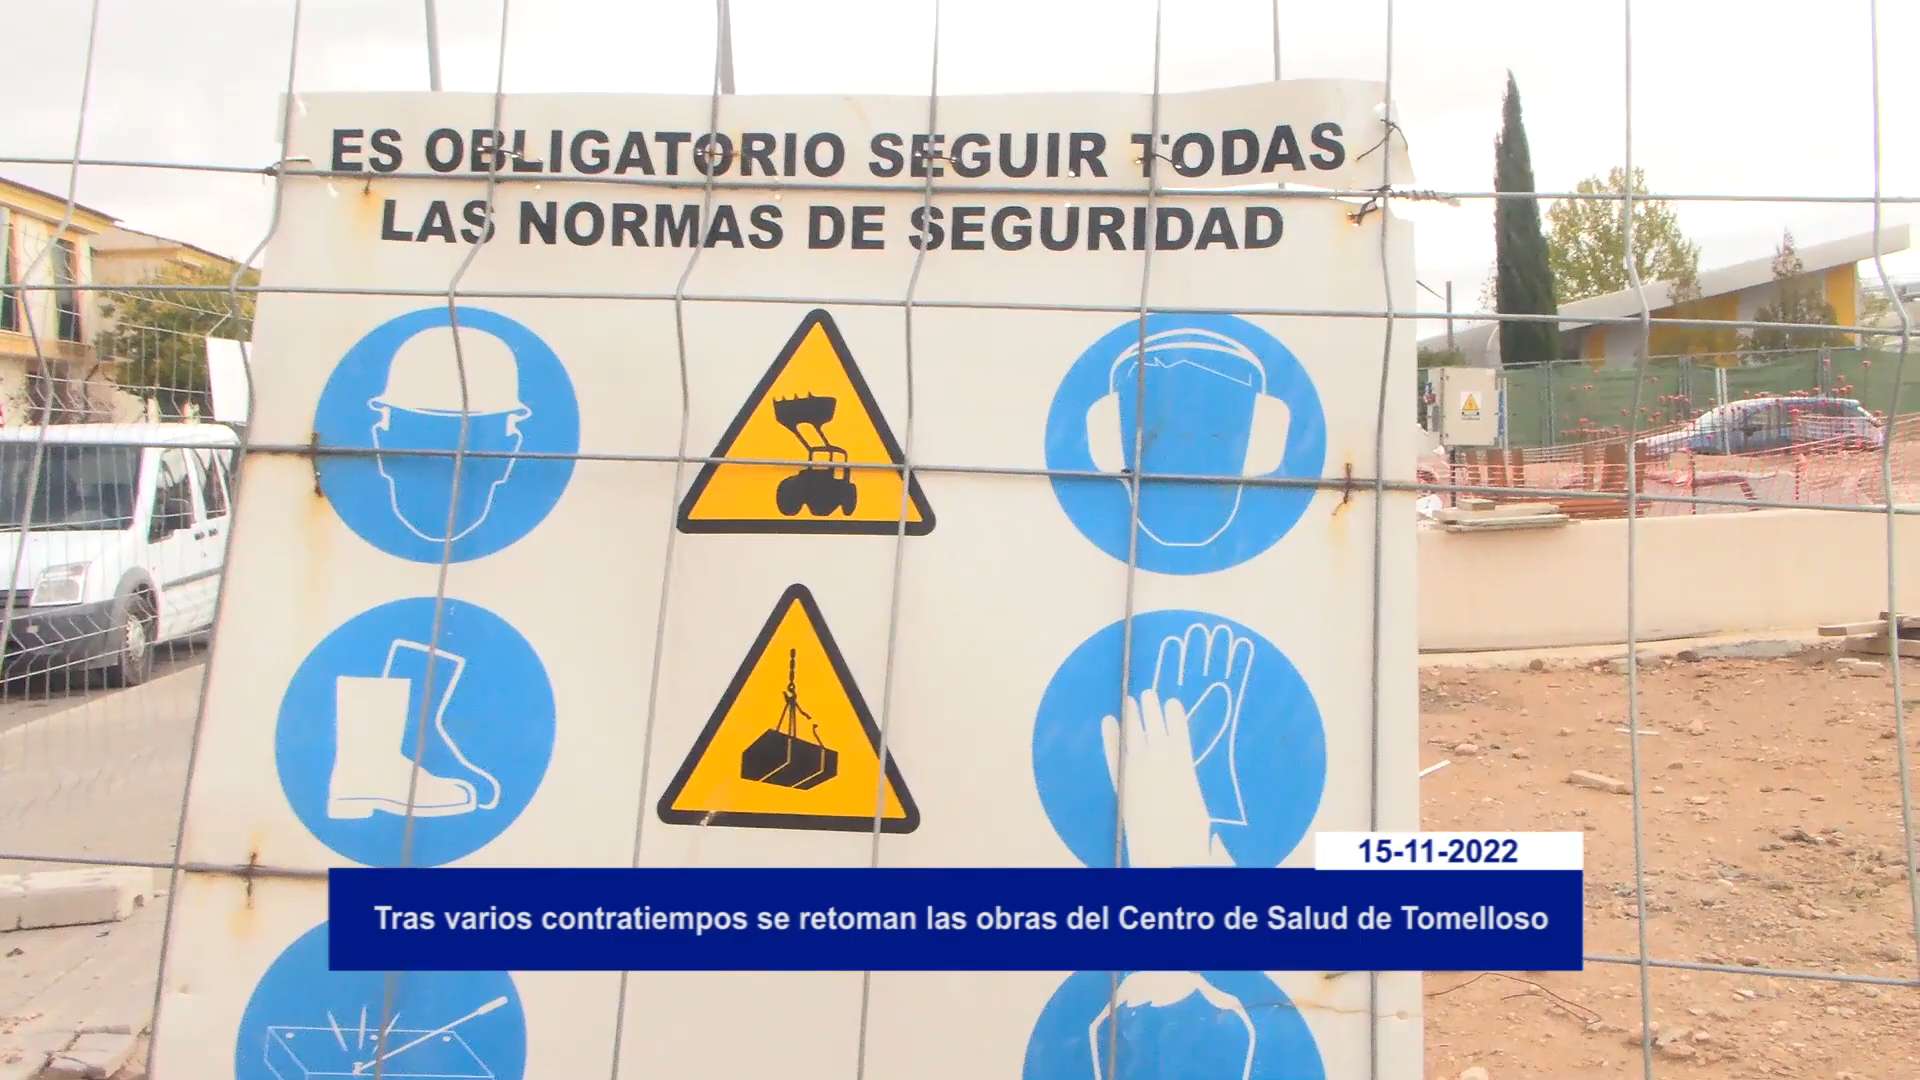 ES OBLIGATORIO SEGUIR TODAS
LAS NORMAS DE SEGURIDAD
15-11-2022
Tras varios contratiempos se retoman las obras del Centro de Salud de Tomelloso